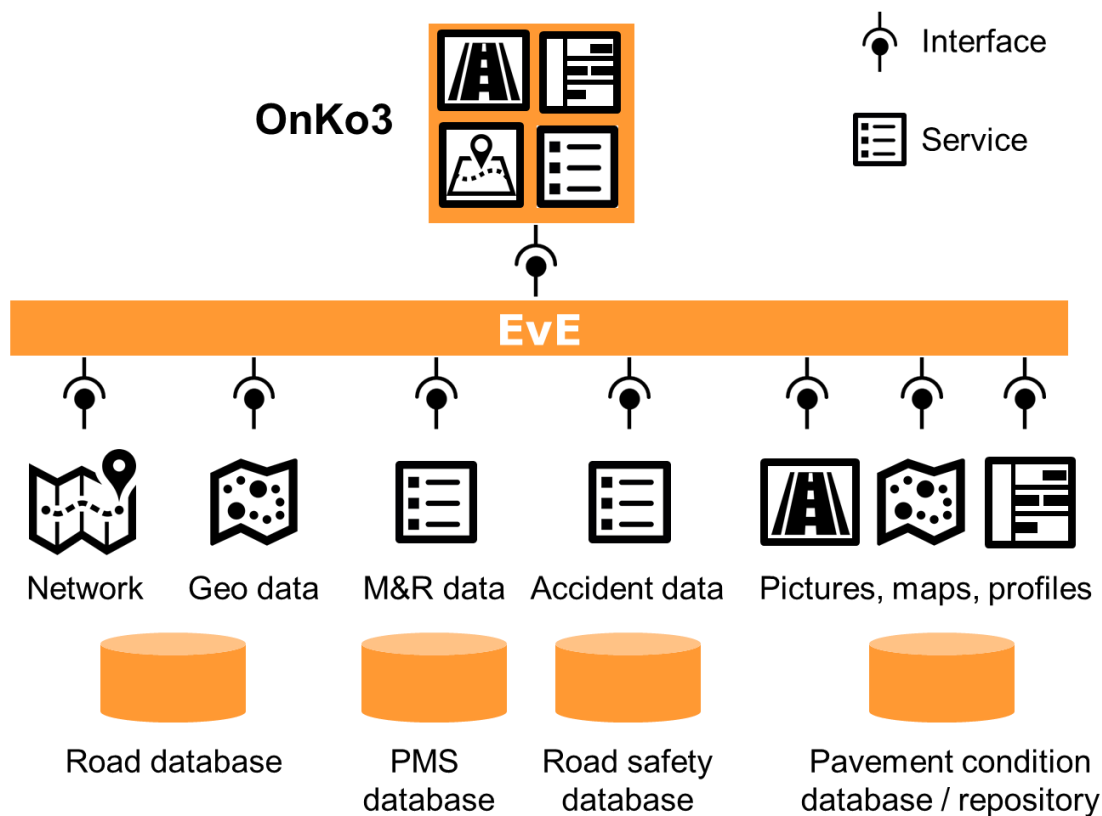 Interface
OnKo3
Service
EvE
Network
Geo data
M&R data
Accident data
Pictures, maps, profiles
Road database
PMS
database
Road safety
database
Pavement condition
database / repository